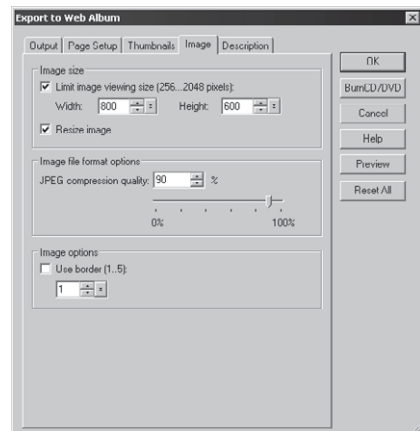 Export to Web Album
Output Page Setup Thumbnails Image Description
Image size
Limit image viewing size (256...2048 pixels):
Width: 800 Height: 600
Resize image
Image file format options
JPEG compression quality: 90 %
0% 100%
Image options
Use border (1..5):
1
OK
BurnCD/DVD
Cancel
Help
Preview
Reset All